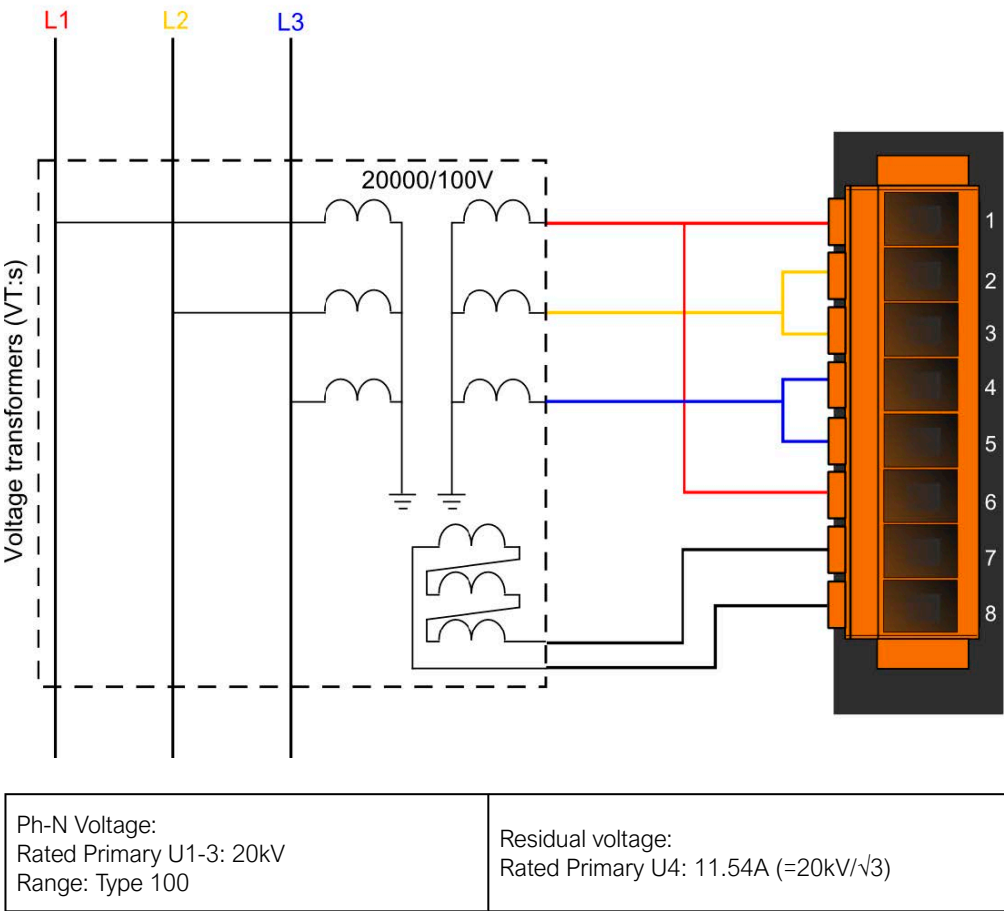 L1
L2
L3
20000/100V
Voltage transformers (VT:s)
1
2
3
4
5
6
7
8
Ph-N Voltage:
Rated Primary U1-3: 20kV
Range: Type 100
Residual voltage:
Rated Primary U4: 11.54A (=20kV/√3)